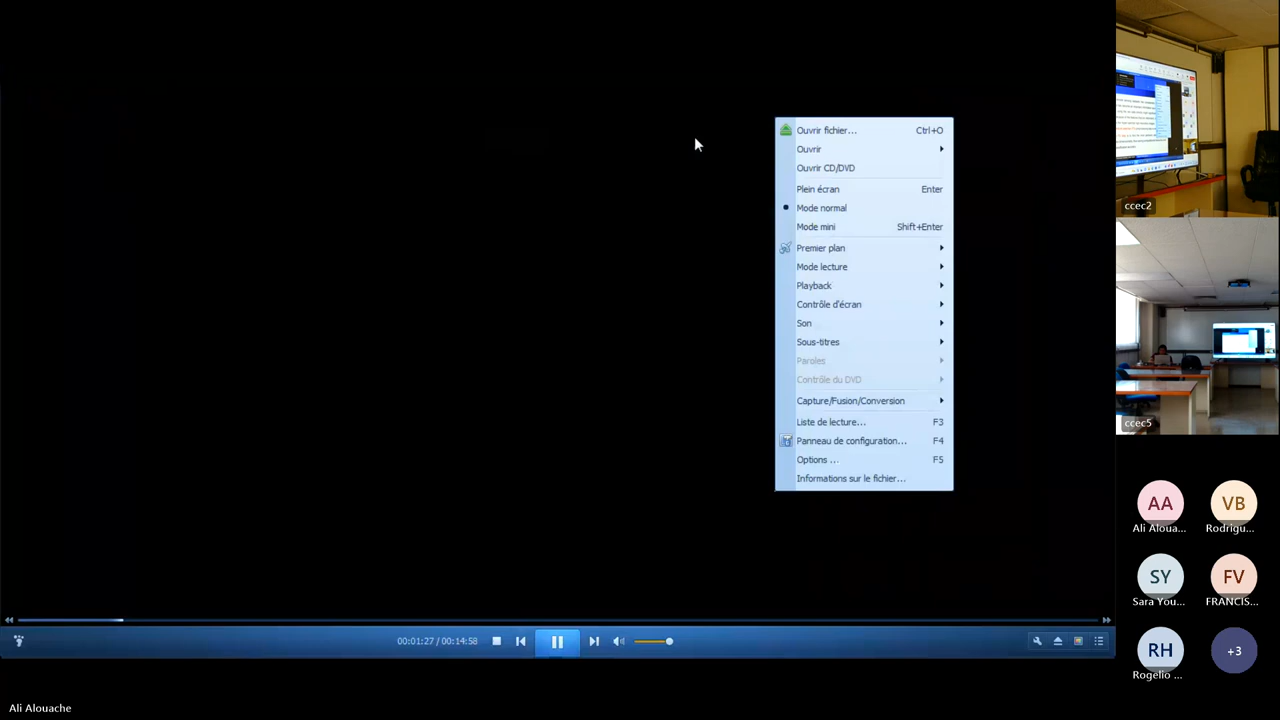 Ouvrir fichier... Ctrl+O
Ouvrir
Ouvrir CD/DVD
Plein écran Enter
Mode normal
Mode mini Shift+Enter
Premier plan
Mode lecture
Playback
Contrôle d'écran
Son
Sous-titres
Paroles
Contrôle du DVD
Capture/Fusion/Conversion
Liste de lecture... F3
Panneau de configuration... F4
Options ... F5
Informations sur le fichier...
00:01:27 / 00:14:58
Ali Alouache
ccec2
ccec5
AA
Ali Aloua...
VB
Rodrigu...
SY
Sara You...
FV
FRANCIS...
RH
Rogelio ...
+3